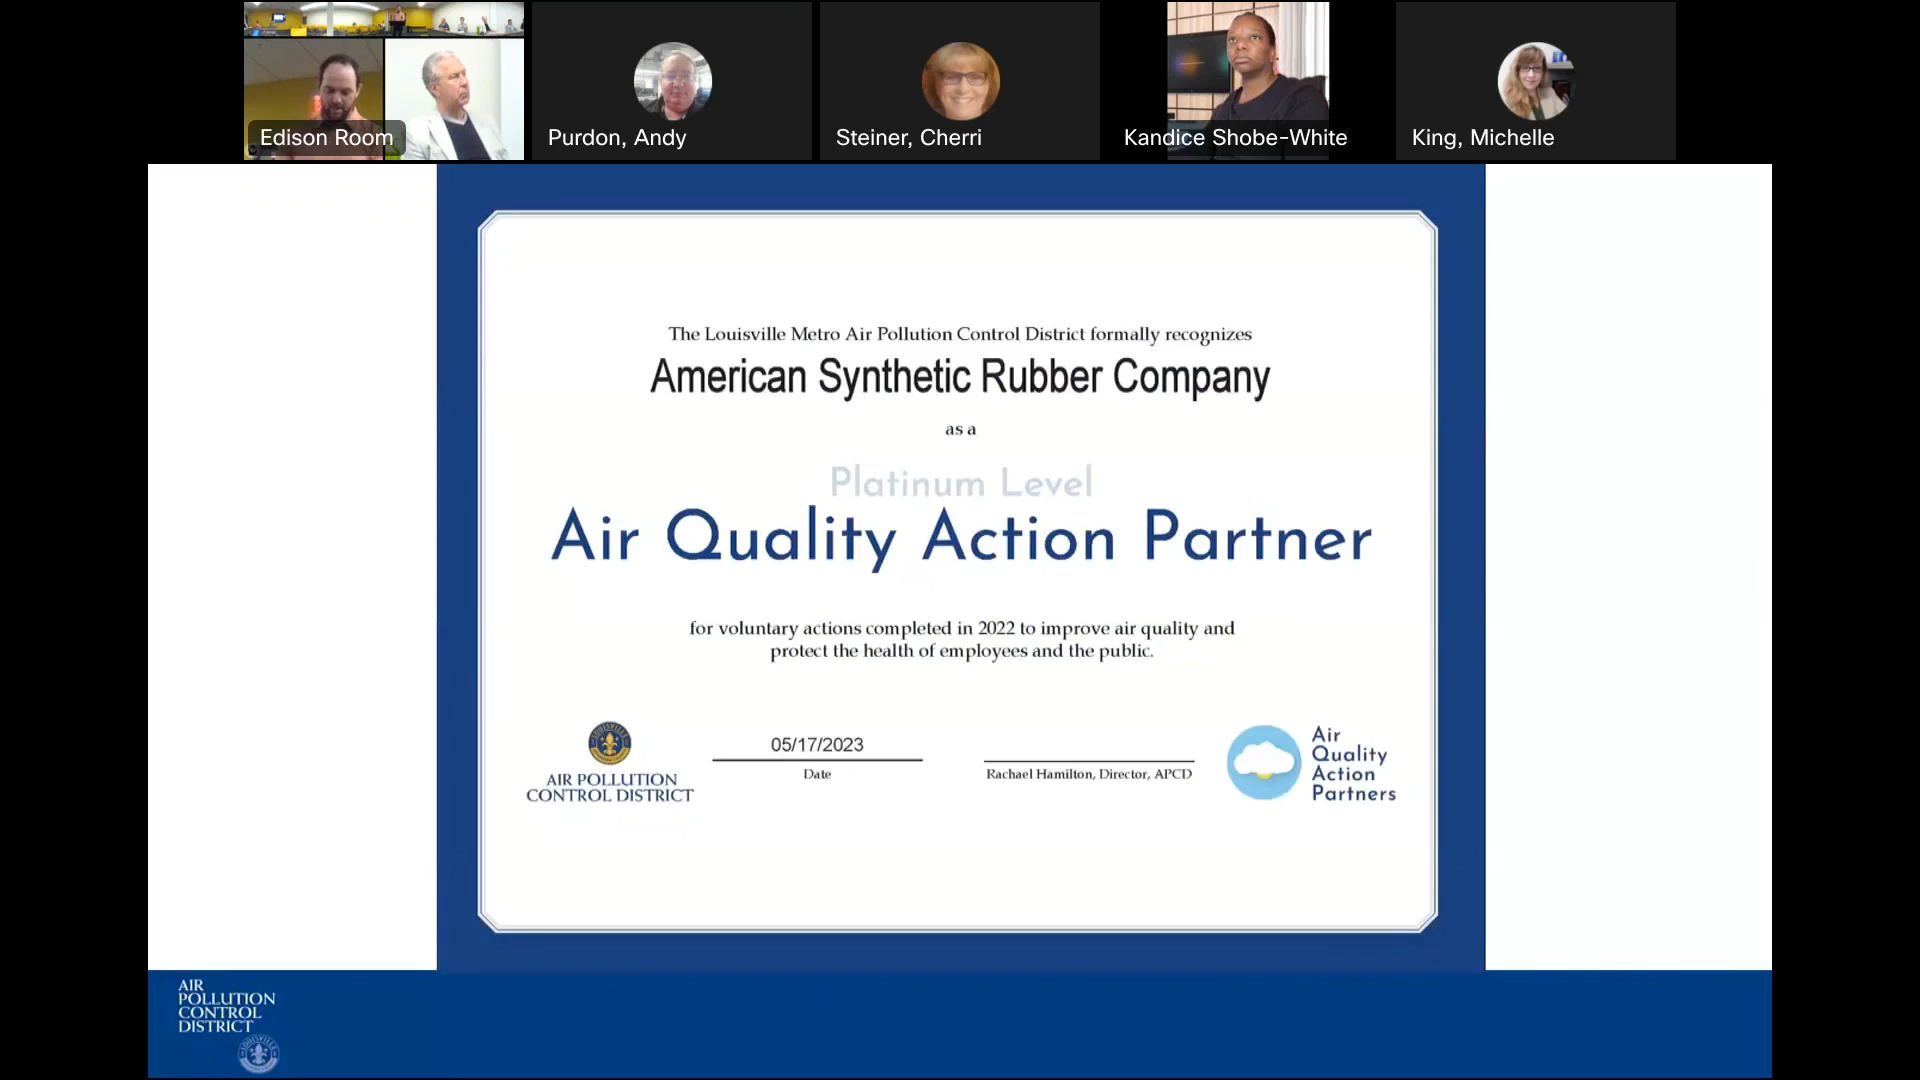 Edison Room
Purdon, Andy
Steiner, Cherri
Kandice Shobe-White
King, Michelle
The Louisville Metro Air Pollution Control District formally recognizes
American Synthetic Rubber Company
as a
Platinum Level
Air Quality Action Partner
for voluntary actions completed in 2022 to improve air quality and
protect the health of employees and the public.
LOUISVILLE
AIR POLLUTION
CONTROL DISTRICT
05/17/2023
Date
Rachael Hamilton, Director, APCD
Air
Quality
Action
Partners
AIR
POLLUTION
CONTROL
DISTRICT
LOUISVILLE